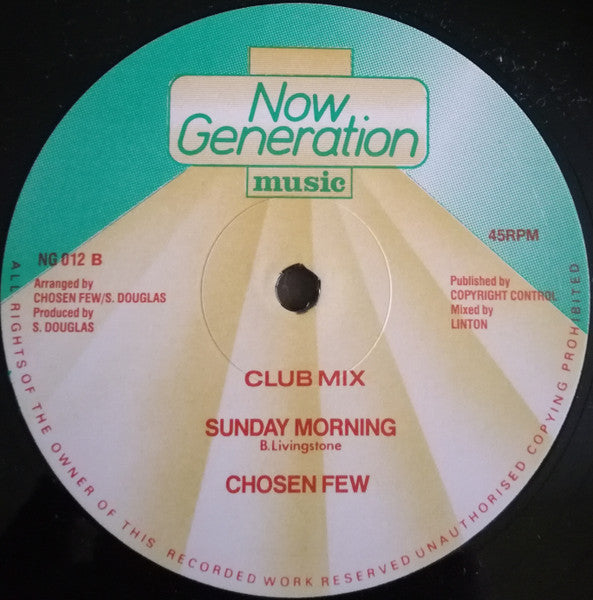 Now
Generation
music
45RPM
NG 012 B
Arranged by
CHOSEN FEW/S. DOUGLAS
Produced by
S. DOUGLAS
Published by
COPYRIGHT CONTROL
Mixed by
LINTON
CLUB MIX
SUNDAY MORNING
B. Livingstone
CHOSEN FEW
ALL RIGHTS OF THE OWNER OF THIS RECORDED WORK RESERVED UNAUTHORISED COPYING PROHIBITED